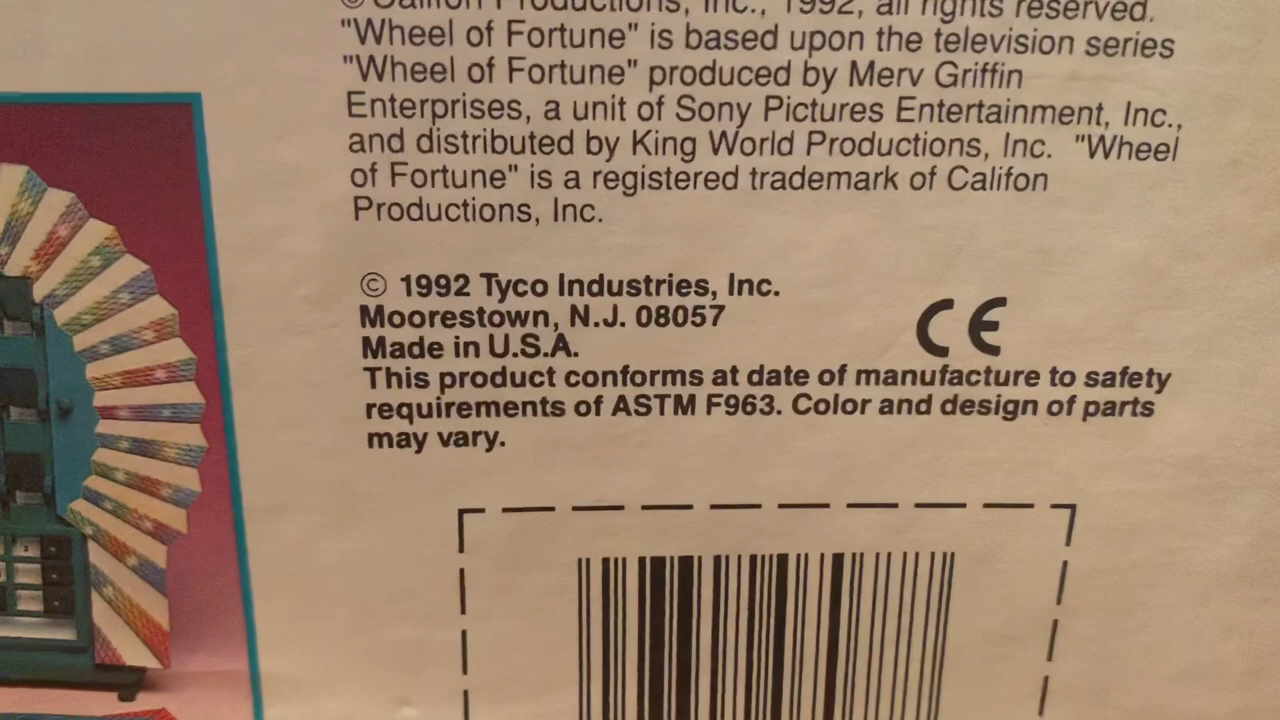 © Califon Productions, Inc., 1992, all rights reserved.
"Wheel of Fortune" is based upon the television series
"Wheel of Fortune" produced by Merv Griffin
Enterprises, a unit of Sony Pictures Entertainment, Inc.,
and distributed by King World Productions, Inc. "Wheel
of Fortune" is a registered trademark of Califon
Productions, Inc.
© 1992 Tyco Industries, Inc.
Moorestown, N.J. 08057
Made in U.S.A.
CE
This product conforms at date of manufacture to safety
requirements of ASTM F963. Color and design of parts
may vary.